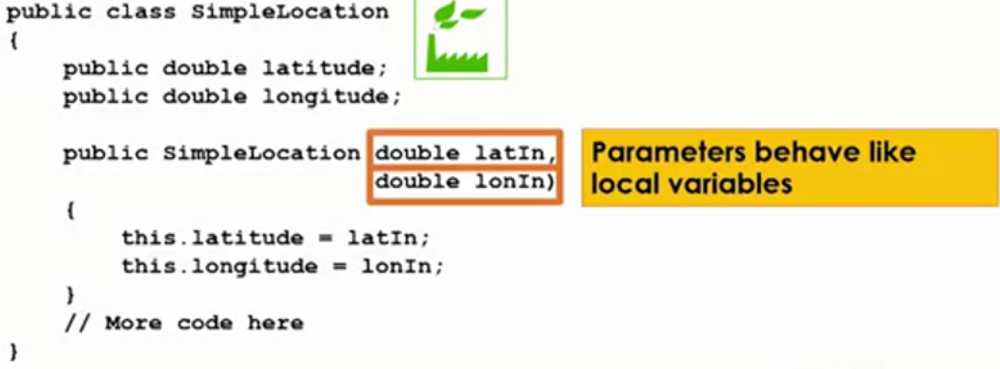 public class SimpleLocation
{
public double latitude;
public double longitude;
public SimpleLocation double latIn,
double lonIn)
Parameters behave like
local variables
{
this.latitude = latIn;
this.longitude = lonIn;
}
// More code here
}